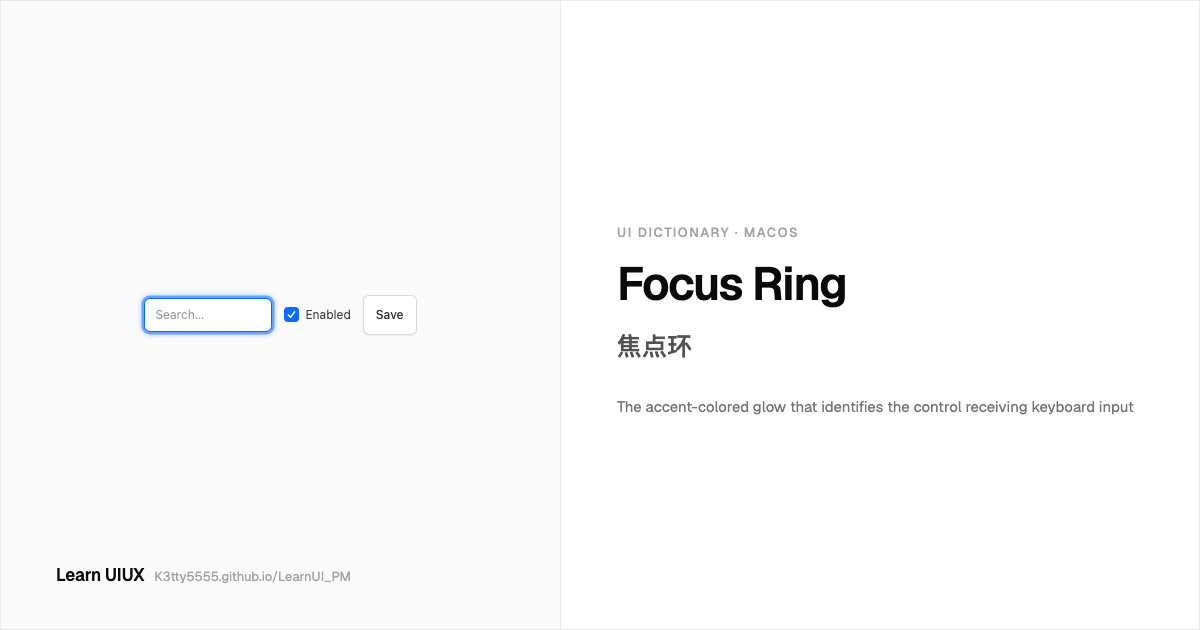 Search...
Enabled
Save
UI DICTIONARY · MACOS
Focus Ring
焦点环
The accent-colored glow that identifies the control receiving keyboard input
Learn UIUX K3tty5555.github.io/LearnUI_PM